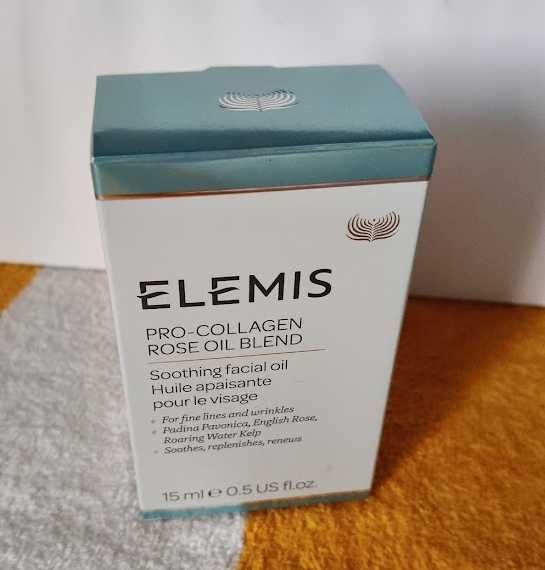 ELEMIS
PRO-COLLAGEN
ROSE OIL BLEND
Soothing facial oil
Huile apaisante
pour le visage
• For fine lines and wrinkles
• Padina Pavonica, English Rose,
Roaring Water Kelp
• Soothes, replenishes, renews
15 ml ℮ 0.5 US fl.oz.